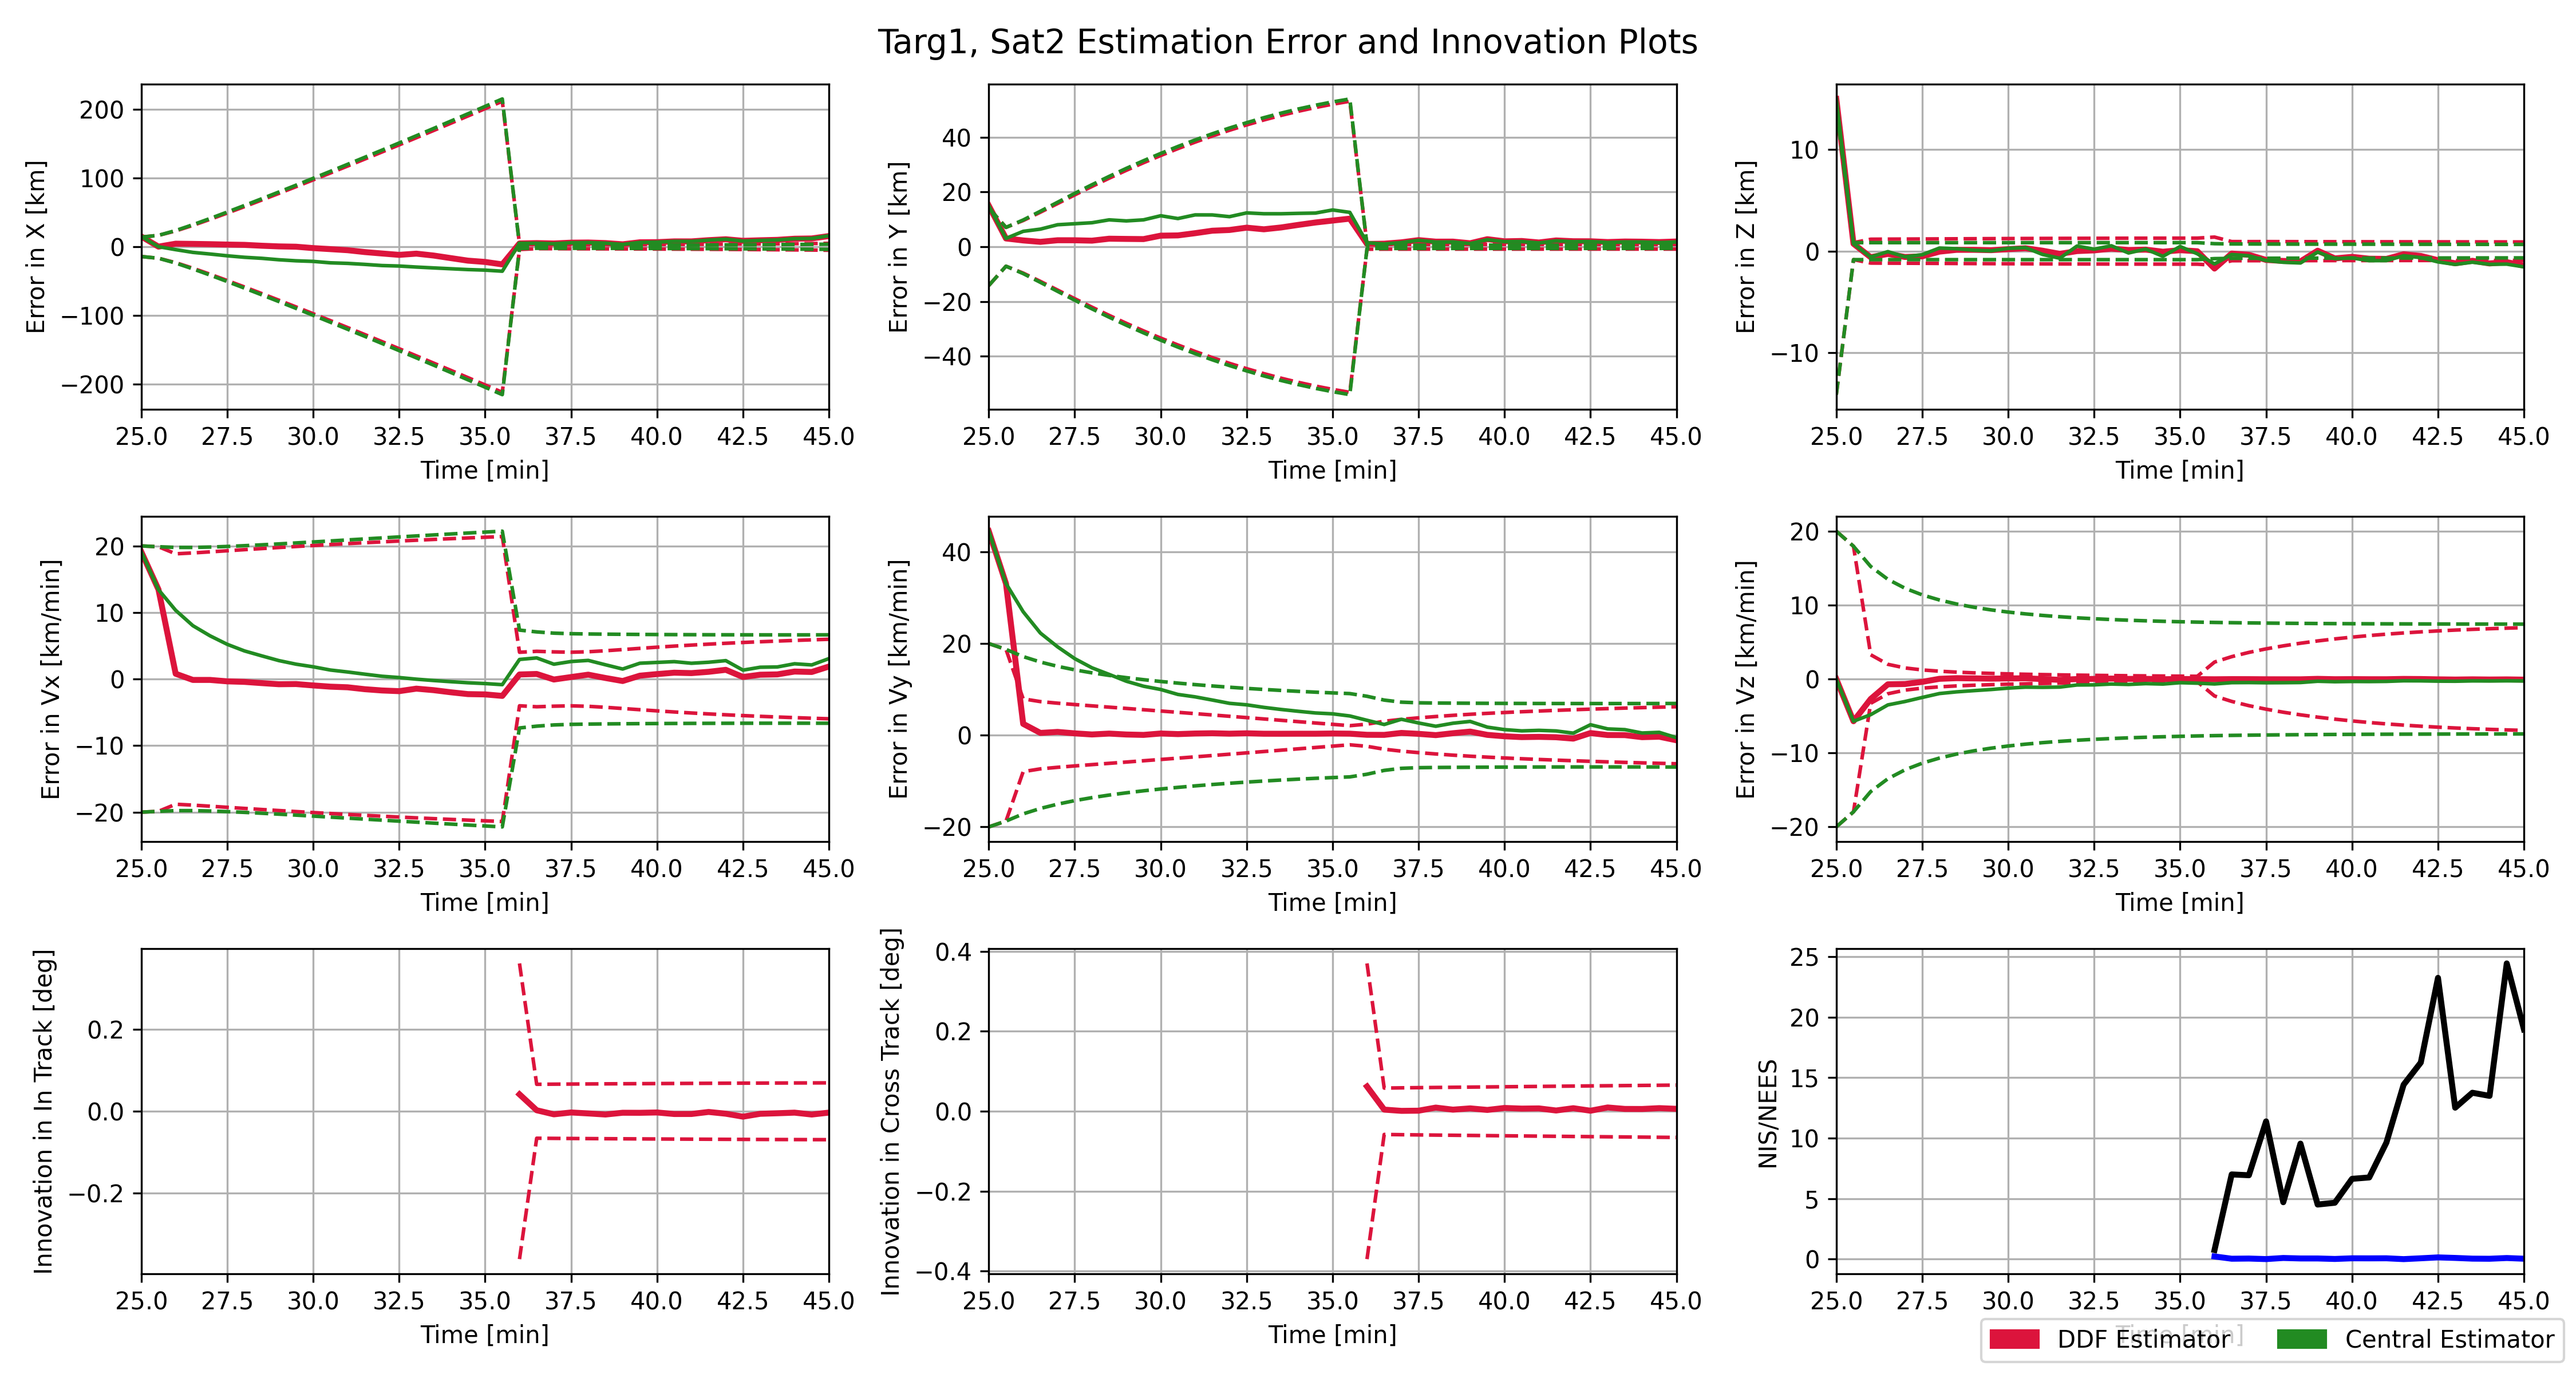 Targ1, Sat2 Estimation Error and Innovation Plots
Error in X [km]
200
100
0
−100
−200
25.0 27.5 30.0 32.5 35.0 37.5 40.0 42.5 45.0
Time [min]
Error in Y [km]
40
20
0
−20
−40
25.0 27.5 30.0 32.5 35.0 37.5 40.0 42.5 45.0
Time [min]
Error in Z [km]
10
0
−10
25.0 27.5 30.0 32.5 35.0 37.5 40.0 42.5 45.0
Time [min]
Error in Vx [km/min]
20
10
0
−10
−20
25.0 27.5 30.0 32.5 35.0 37.5 40.0 42.5 45.0
Time [min]
Error in Vy [km/min]
40
20
0
−20
25.0 27.5 30.0 32.5 35.0 37.5 40.0 42.5 45.0
Time [min]
Error in Vz [km/min]
20
10
0
−10
−20
25.0 27.5 30.0 32.5 35.0 37.5 40.0 42.5 45.0
Time [min]
Innovation in In Track [deg]
0.2
0.0
−0.2
25.0 27.5 30.0 32.5 35.0 37.5 40.0 42.5 45.0
Time [min]
Innovation in Cross Track [deg]
0.4
0.2
0.0
−0.2
−0.4
25.0 27.5 30.0 32.5 35.0 37.5 40.0 42.5 45.0
Time [min]
NIS/NEES
25
20
15
10
5
0
25.0 27.5 30.0 32.5 35.0 37.5 40.0 42.5 45.0
Time [min]
DDF Estimator Central Estimator